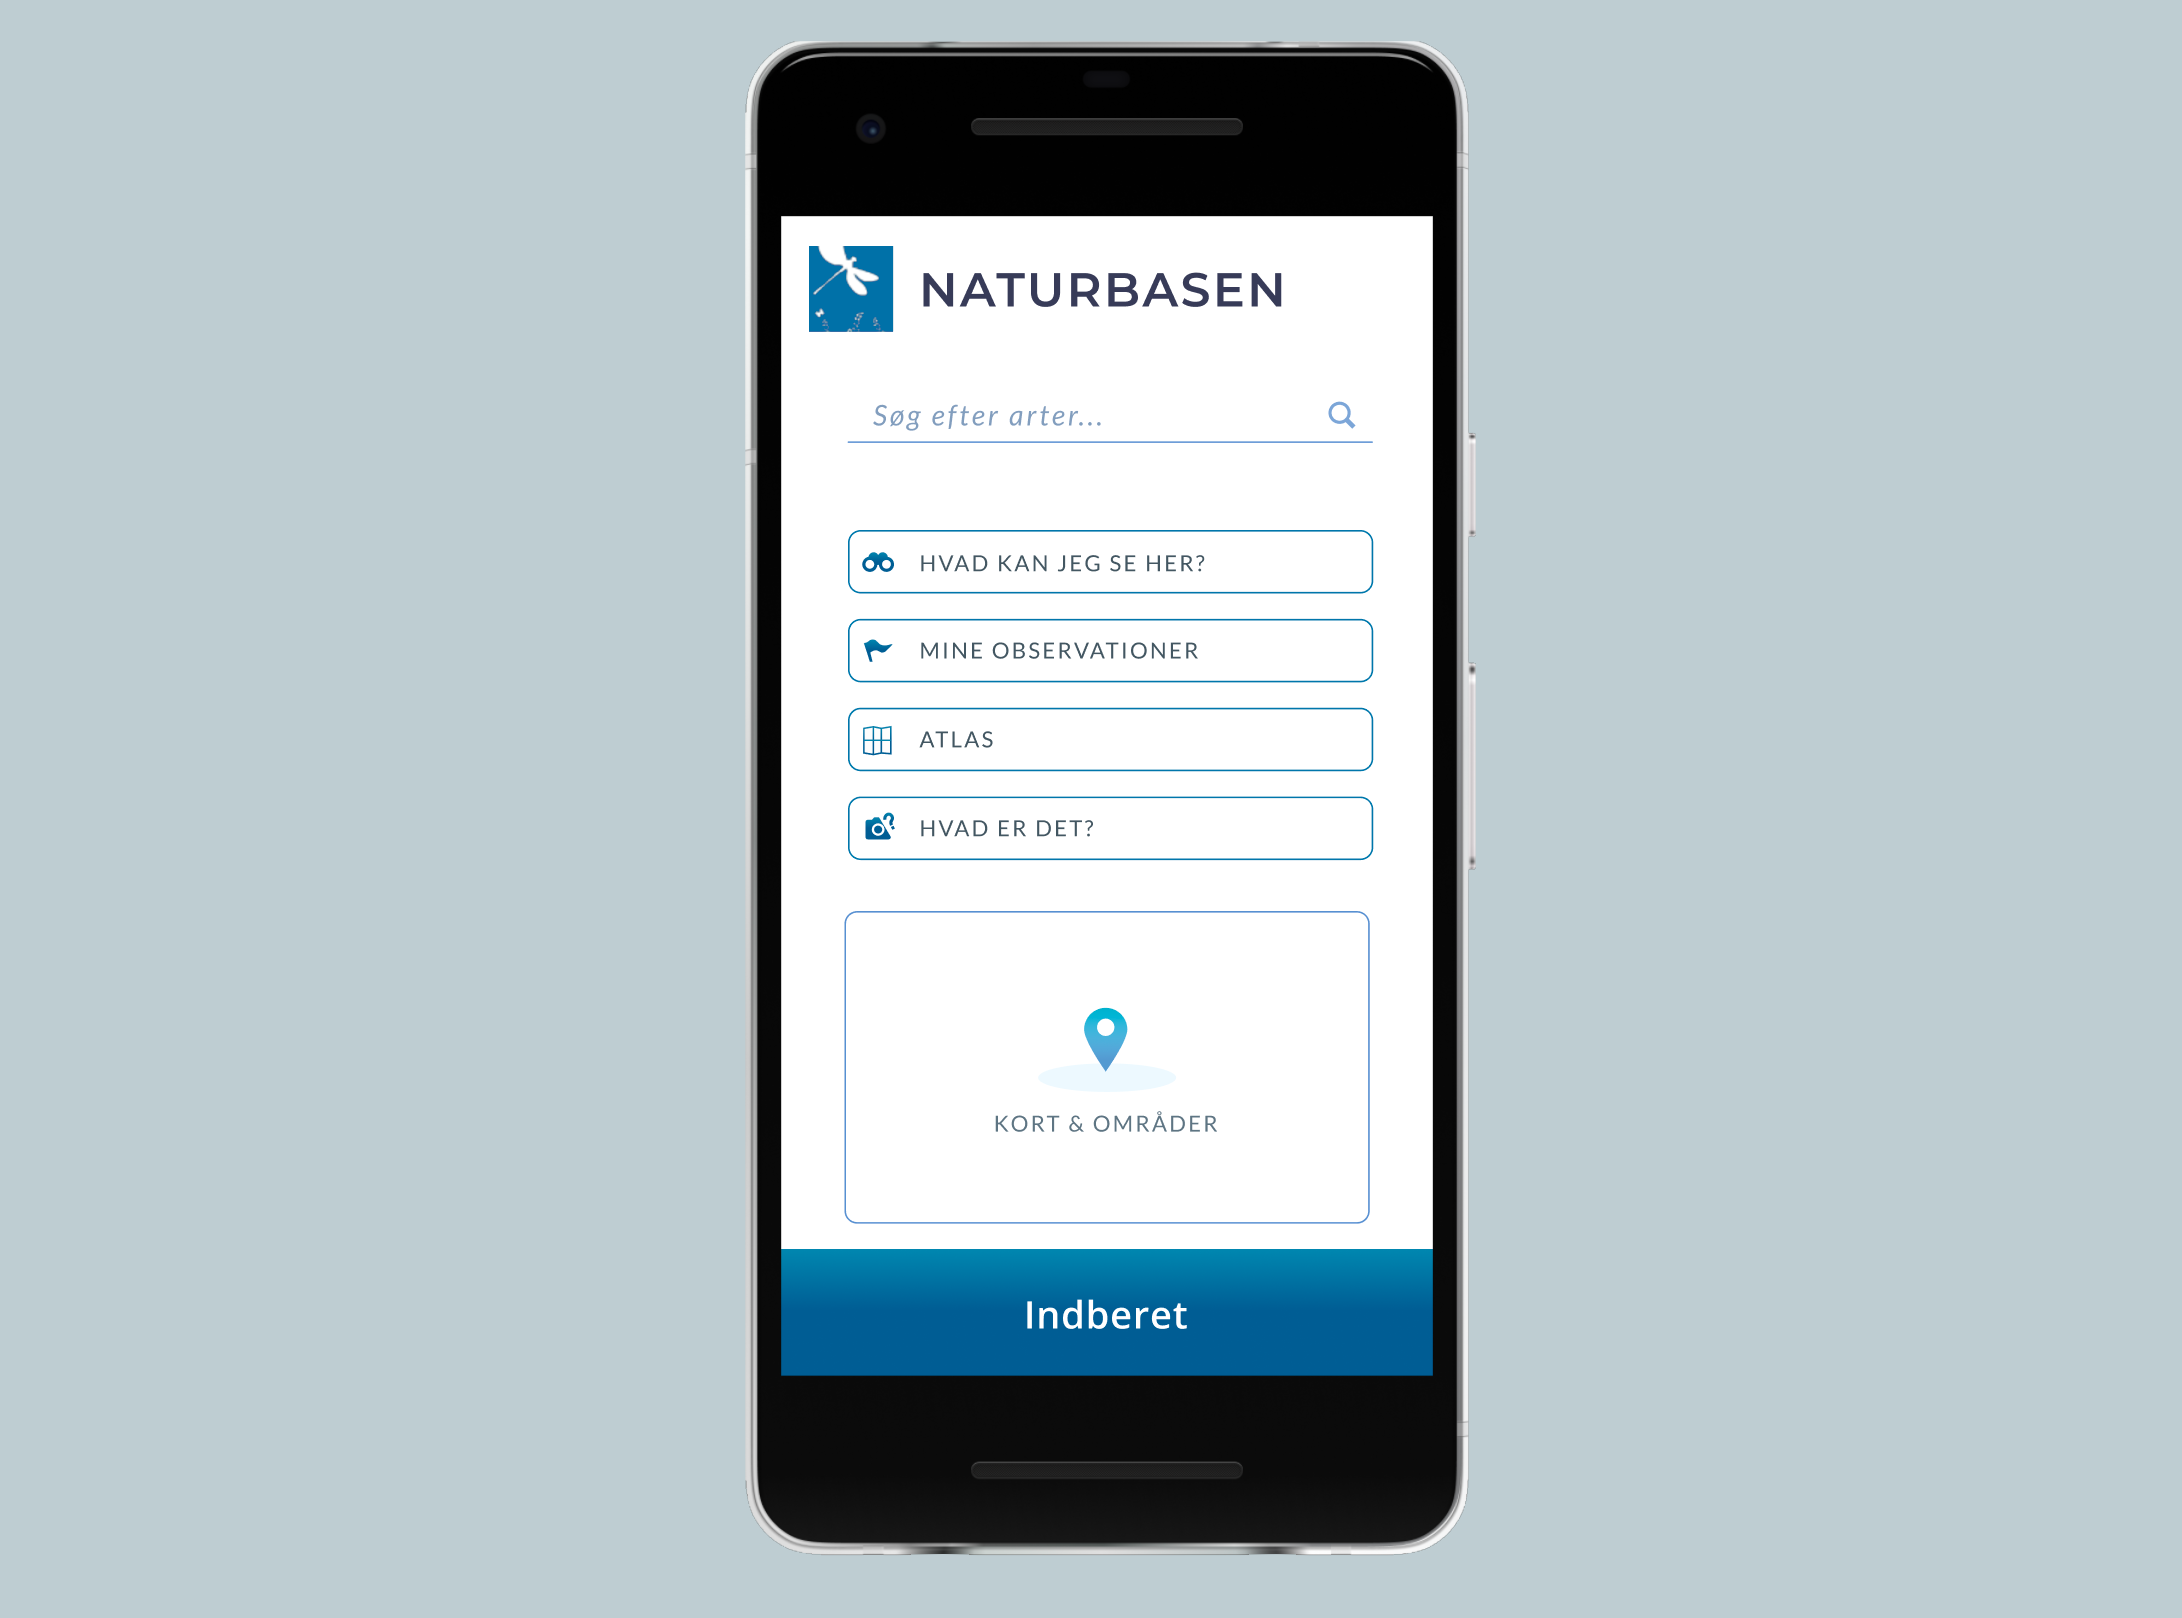 NATURBASEN
Søg efter arter...
HVAD KAN JEG SE HER?
MINE OBSERVATIONER
ATLAS
HVAD ER DET?
KORT & OMRÅDER
Indberet